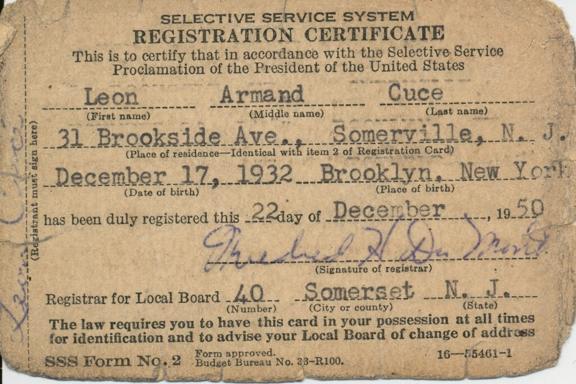 SELECTIVE SERVICE SYSTEM
REGISTRATION CERTIFICATE
This is to certify that in accordance with the Selective Service
Proclamation of the President of the United States
Leon Armand Cuce
(First name) (Middle name) (Last name)
31 Brookside Ave., Somerville, N. J.
(Place of residence—Identical with item 2 of Registration Card)
December 17, 1932 Brooklyn, New York
(Date of birth) (Place of birth)
has been duly registered this 22 day of December, 1950
Mildred H. Du Mont
(Signature of registrar)
Registrar for Local Board 40 Somerset N. J.
(Number) (City or county) (State)
The law requires you to have this card in your possession at all times
for identification and to advise your Local Board of change of address
SSS Form No. 2 Form approved. 16—55461-1
Budget Bureau No. 33-R100.
(Registrant must sign here)